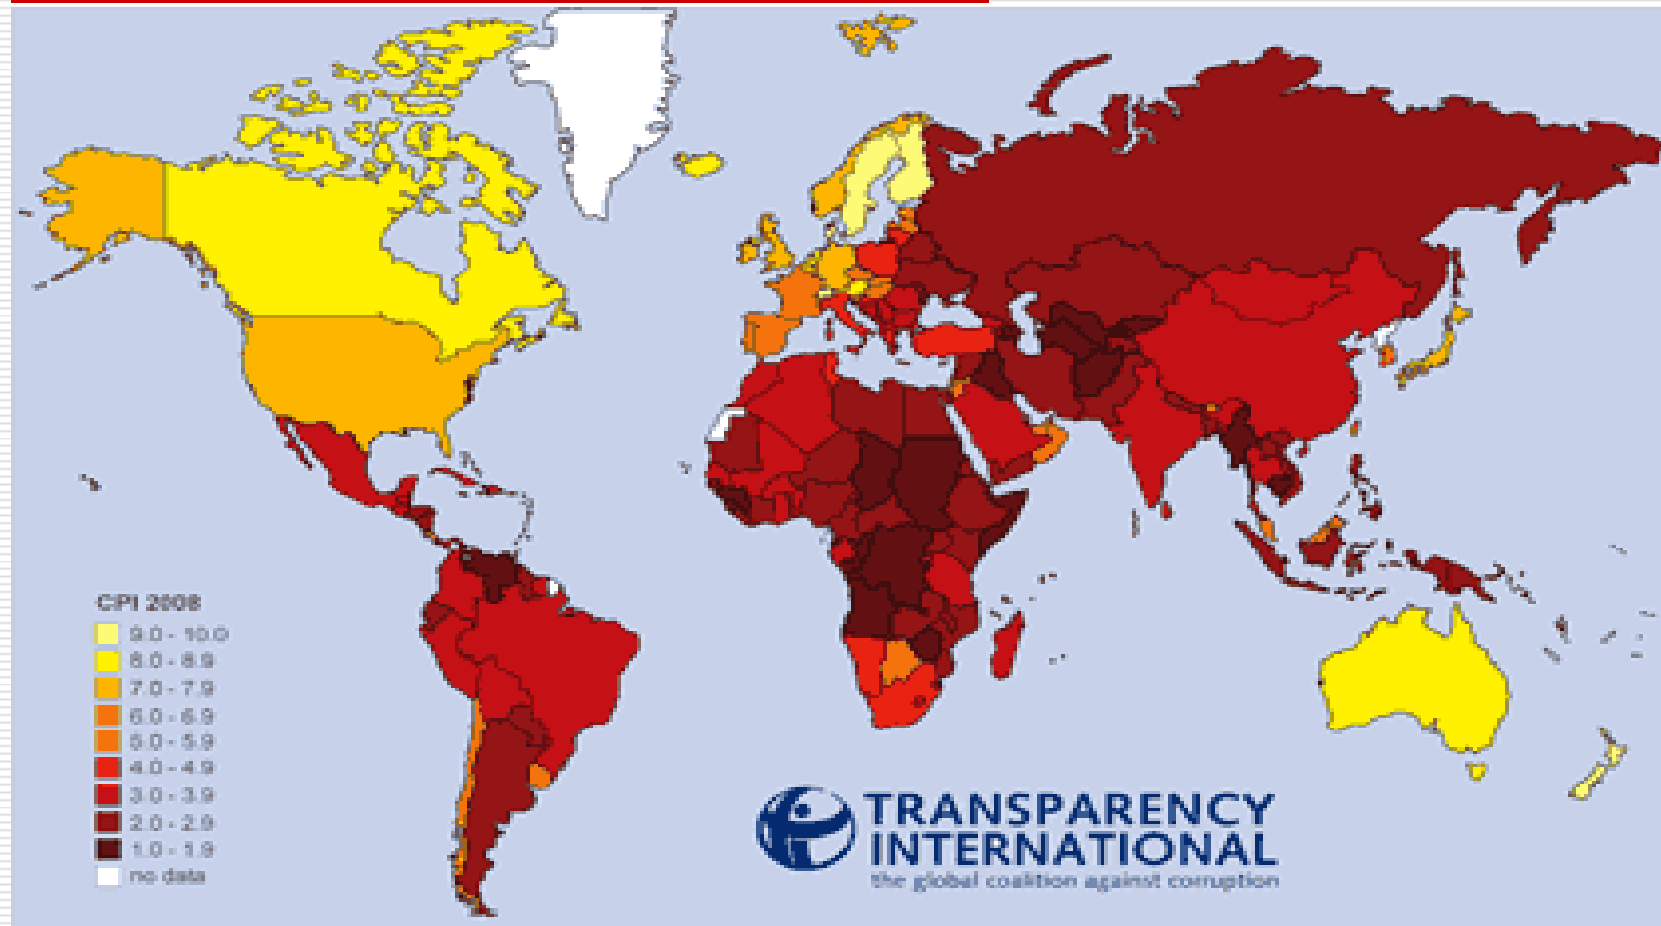 CPI 2008
9.0 - 10.0
8.0 - 8.9
7.0 - 7.9
6.0 - 6.9
5.0 - 5.9
4.0 - 4.9
3.0 - 3.9
2.0 - 2.9
1.0 - 1.9
no data
TRANSPARENCY
INTERNATIONAL
the global coalition against corruption